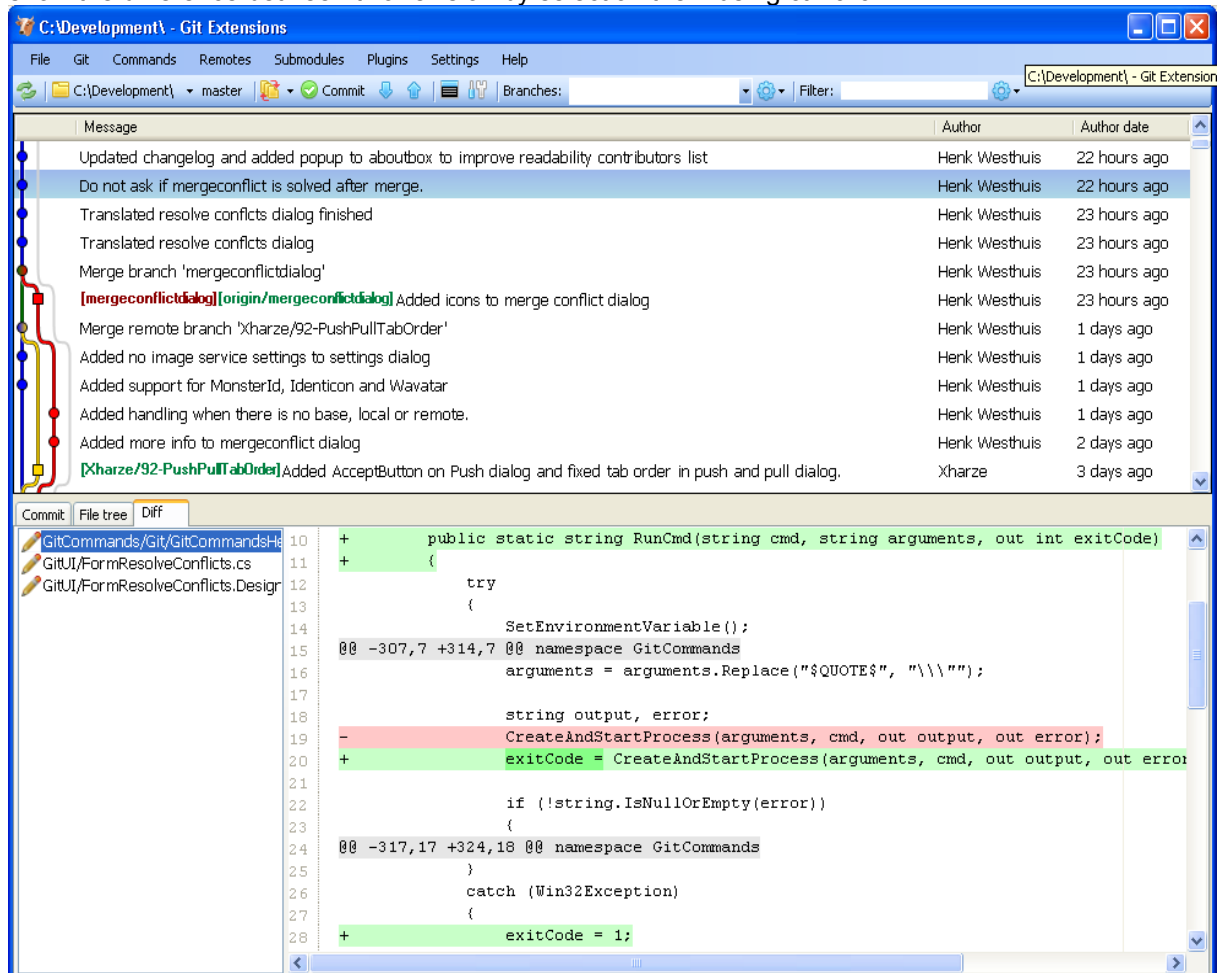 C:\Development\ - Git Extensions
File Git Commands Remotes Submodules Plugins Settings Help
C:\Development\ - Git Extension
C:\Development\ master Commit Branches: Filter:
Message Author Author date
Updated changelog and added popup to aboutbox to improve readability contributors list Henk Westhuis 22 hours ago
Do not ask if mergeconflict is solved after merge. Henk Westhuis 22 hours ago
Translated resolve conflcts dialog finished Henk Westhuis 23 hours ago
Translated resolve conflcts dialog Henk Westhuis 23 hours ago
Merge branch 'mergeconflictdialog' Henk Westhuis 23 hours ago
[mergeconflictdialog][origin/mergeconflictdialog] Added icons to merge conflict dialog Henk Westhuis 23 hours ago
Merge remote branch 'Xharze/92-PushPullTabOrder' Henk Westhuis 1 days ago
Added no image service settings to settings dialog Henk Westhuis 1 days ago
Added support for MonsterId, Identicon and Wavatar Henk Westhuis 1 days ago
Added handling when there is no base, local or remote. Henk Westhuis 1 days ago
Added more info to mergeconflict dialog Henk Westhuis 2 days ago
[Xharze/92-PushPullTabOrder] Added AcceptButton on Push dialog and fixed tab order in push and pull dialog. Xharze 3 days ago
Commit File tree Diff
GitCommands/Git/GitCommandsHe
GitUI/FormResolveConflicts.cs
GitUI/FormResolveConflicts.Design
10 + public static string RunCmd(string cmd, string arguments, out int exitCode)
11 + {
12 try
13 {
14 SetEnvironmentVariable();
15 @@ -307,7 +314,7 @@ namespace GitCommands
16 arguments = arguments.Replace("$QUOTE$", "\\\"");
17
18 string output, error;
19 - CreateAndStartProcess(arguments, cmd, out output, out error);
20 + exitCode = CreateAndStartProcess(arguments, cmd, out output, out error
21
22 if (!string.IsNullOrEmpty(error))
23 {
24 @@ -317,17 +324,18 @@ namespace GitCommands
25 }
26 catch (Win32Exception)
27 {
28 + exitCode = 1;